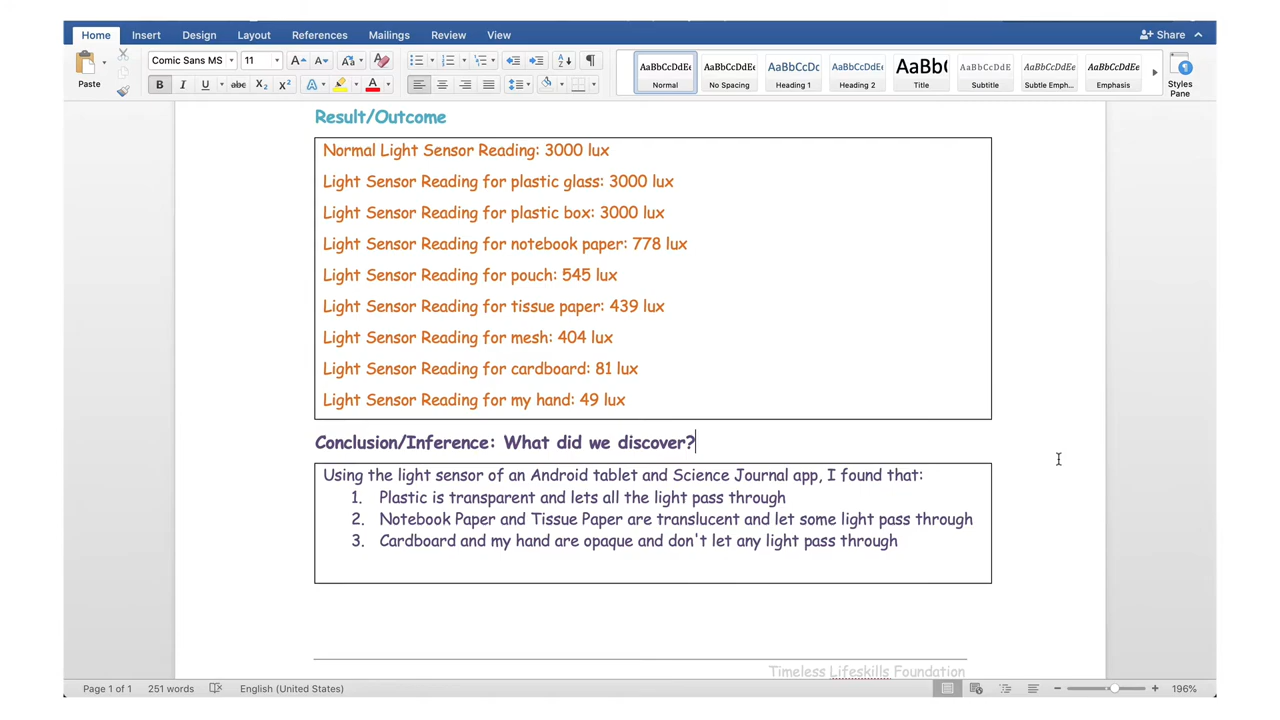 Home Insert Design Layout References Mailings Review View Share
Comic Sans MS 11
Paste B I U abc X₂ X² A A
AaBbCcDdEe AaBbCcDdEe AaBbCcDc AaBbCcDdEe AaBb( AaBbCcDdE AaBbCcDdEe AaBbCcDdEe
Normal No Spacing Heading 1 Heading 2 Title Subtitle Subtle Emph... Emphasis Styles Pane
Result/Outcome
Normal Light Sensor Reading: 3000 lux
Light Sensor Reading for plastic glass: 3000 lux
Light Sensor Reading for plastic box: 3000 lux
Light Sensor Reading for notebook paper: 778 lux
Light Sensor Reading for pouch: 545 lux
Light Sensor Reading for tissue paper: 439 lux
Light Sensor Reading for mesh: 404 lux
Light Sensor Reading for cardboard: 81 lux
Light Sensor Reading for my hand: 49 lux
Conclusion/Inference: What did we discover?
Using the light sensor of an Android tablet and Science Journal app, I found that:
1. Plastic is transparent and lets all the light pass through
2. Notebook Paper and Tissue Paper are translucent and let some light pass through
3. Cardboard and my hand are opaque and don't let any light pass through
Timeless Lifeskills Foundation
Page 1 of 1 251 words English (United States) 196%